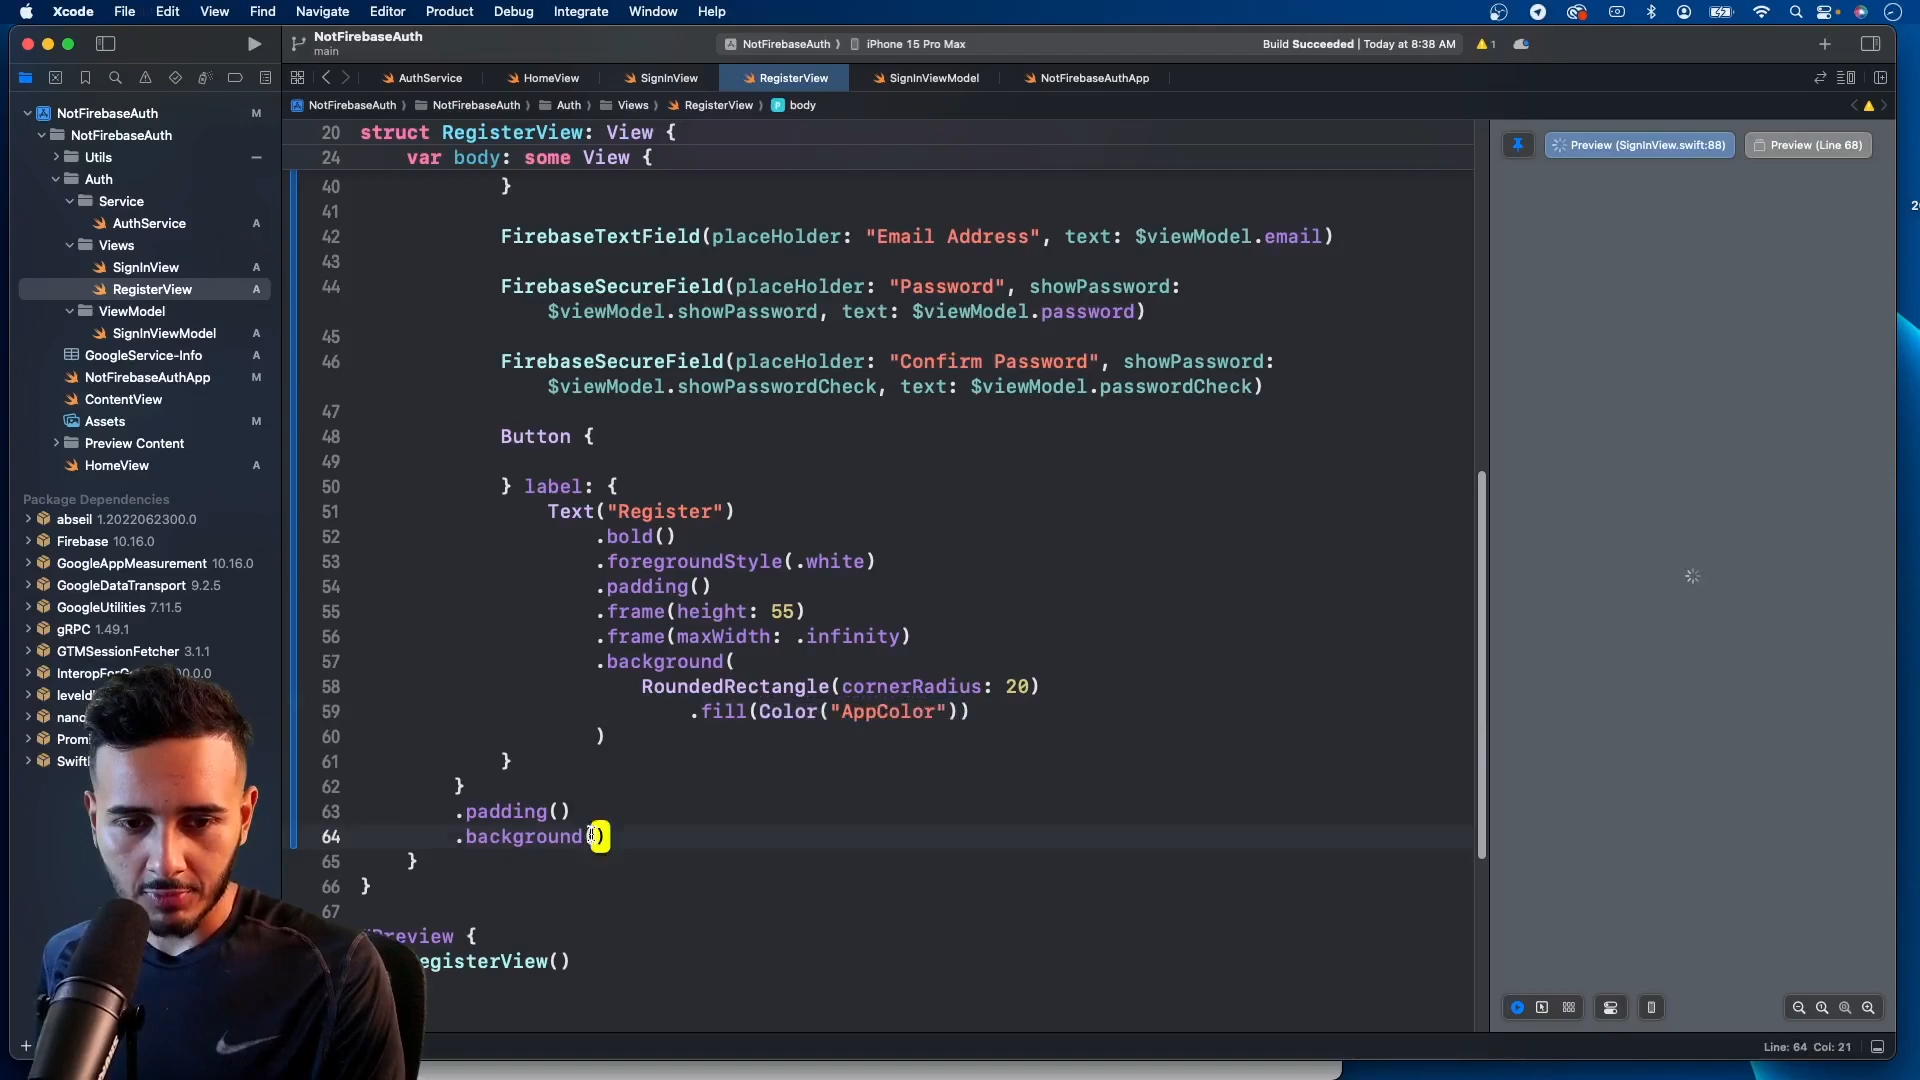 Xcode File Edit View Find Navigate Editor Product Debug Integrate Window Help
NotFirebaseAuth
main
NotFirebaseAuth iPhone 15 Pro Max
Build Succeeded | Today at 8:38 AM
1
AuthService HomeView SignInView RegisterView SignInViewModel NotFirebaseAuthApp
NotFirebaseAuth NotFirebaseAuth Auth Views RegisterView body
NotFirebaseAuth M
NotFirebaseAuth
Utils
Auth
Service
AuthService A
Views
SignInView A
RegisterView A
ViewModel
SignInViewModel A
GoogleService-Info A
NotFirebaseAuthApp M
ContentView
Assets M
Preview Content
HomeView A
Package Dependencies
abseil 1.2022062300.0
Firebase 10.16.0
GoogleAppMeasurement 10.16.0
GoogleDataTransport 9.2.5
GoogleUtilities 7.11.5
gRPC 1.49.1
GTMSessionFetcher 3.1.1
20 struct RegisterView: View {
24 var body: some View {
40 }
41
42 FirebaseTextField(placeHolder: "Email Address", text: $viewModel.email)
43
44 FirebaseSecureField(placeHolder: "Password", showPassword:
$viewModel.showPassword, text: $viewModel.password)
45
46 FirebaseSecureField(placeHolder: "Confirm Password", showPassword:
$viewModel.showPasswordCheck, text: $viewModel.passwordCheck)
47
48 Button {
49
50 } label: {
51 Text("Register")
52 .bold()
53 .foregroundStyle(.white)
54 .padding()
55 .frame(height: 55)
56 .frame(maxWidth: .infinity)
57 .background(
58 RoundedRectangle(cornerRadius: 20)
59 .fill(Color("AppColor"))
60 )
61 }
62 }
63 .padding()
64 .background()
65 }
66 }
67
Preview {
egisterView()
Preview (SignInView.swift:88) Preview (Line 68)
Line: 64 Col: 21